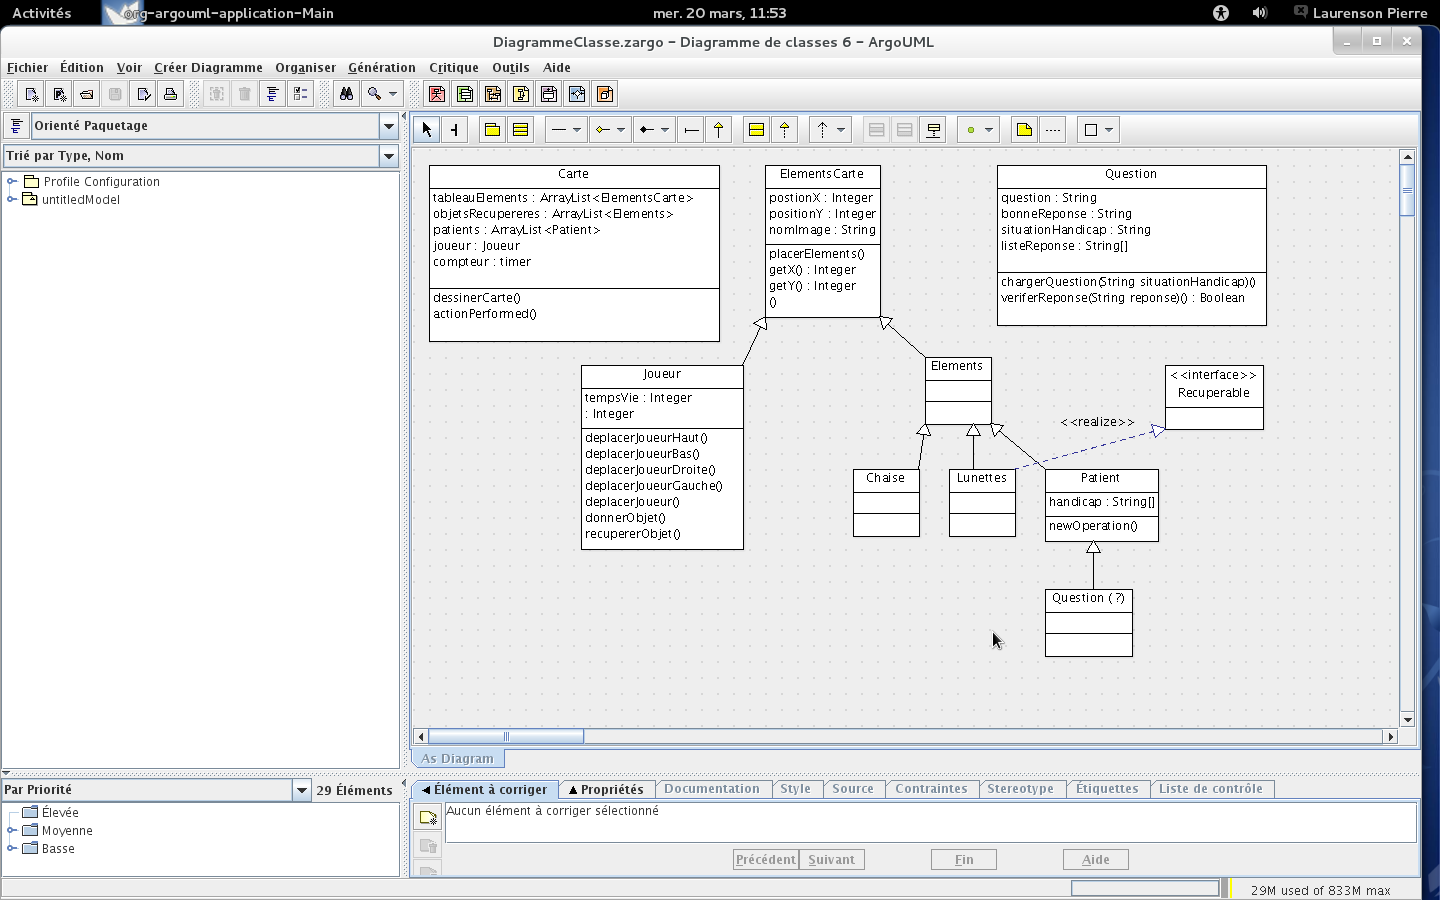 Activités
org-argouml-application-Main
mer. 20 mars, 11:53
Laurenson Pierre
DiagrammeClasse.zargo - Diagramme de classes 6 - ArgoUML
Fichier Édition Voir Créer Diagramme Organiser Génération Critique Outils Aide
Orienté Paquetage
Trié par Type, Nom
Profile Configuration
untitledModel
Carte
tableauElements : ArrayList<ElementsCarte>
objetsRecupereres : ArrayList<Elements>
patients : ArrayList<Patient>
joueur : Joueur
compteur : timer
dessinerCarte()
actionPerformed()
ElementsCarte
postionX : Integer
positionY : Integer
nomImage : String
placerElements()
getX() : Integer
getY() : Integer
()
Question
question : String
bonneReponse : String
situationHandicap : String
listeReponse : String[]
chargerQuestion(String situationHandicap)()
veriferReponse(String reponse)() : Boolean
Joueur
tempsVie : Integer
: Integer
deplacerJoueurHaut()
deplacerJoueurBas()
deplacerJoueurDroite()
deplacerJoueurGauche()
deplacerJoueur()
donnerObjet()
recupererObjet()
Elements
<<interface>>
Recuperable
<<realize>>
Chaise
Lunettes
Patient
handicap : String[]
newOperation()
Question (?)
As Diagram
Par Priorité
29 Éléments
Élevée
Moyenne
Basse
Élément à corriger Propriétés Documentation Style Source Contraintes Stereotype Étiquettes Liste de contrôle
Aucun élément à corriger sélectionné
Précédent Suivant Fin Aide
29M used of 833M max